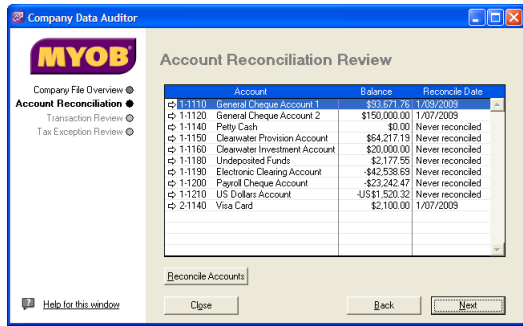 Company Data Auditor
MYOB
Account Reconciliation Review
Company File Overview
Account Reconciliation
Transaction Review
Tax Exception Review
Account Balance Reconcile Date
1-1110 General Cheque Account 1 $93,671.76 1/09/2009
1-1120 General Cheque Account 2 $150,000.00 1/07/2009
1-1140 Petty Cash $0.00 Never reconciled
1-1150 Clearwater Provision Account $64,217.19 Never reconciled
1-1160 Clearwater Investment Account $20,000.00 Never reconciled
1-1180 Undeposited Funds $2,177.55 Never reconciled
1-1190 Electronic Clearing Account -$42,538.69 Never reconciled
1-1200 Payroll Cheque Account -$23,242.47 Never reconciled
1-1210 US Dollars Account -US$1,520.32 Never reconciled
2-1140 Visa Card $2,100.00 1/07/2009
Reconcile Accounts
Help for this window Close Back Next